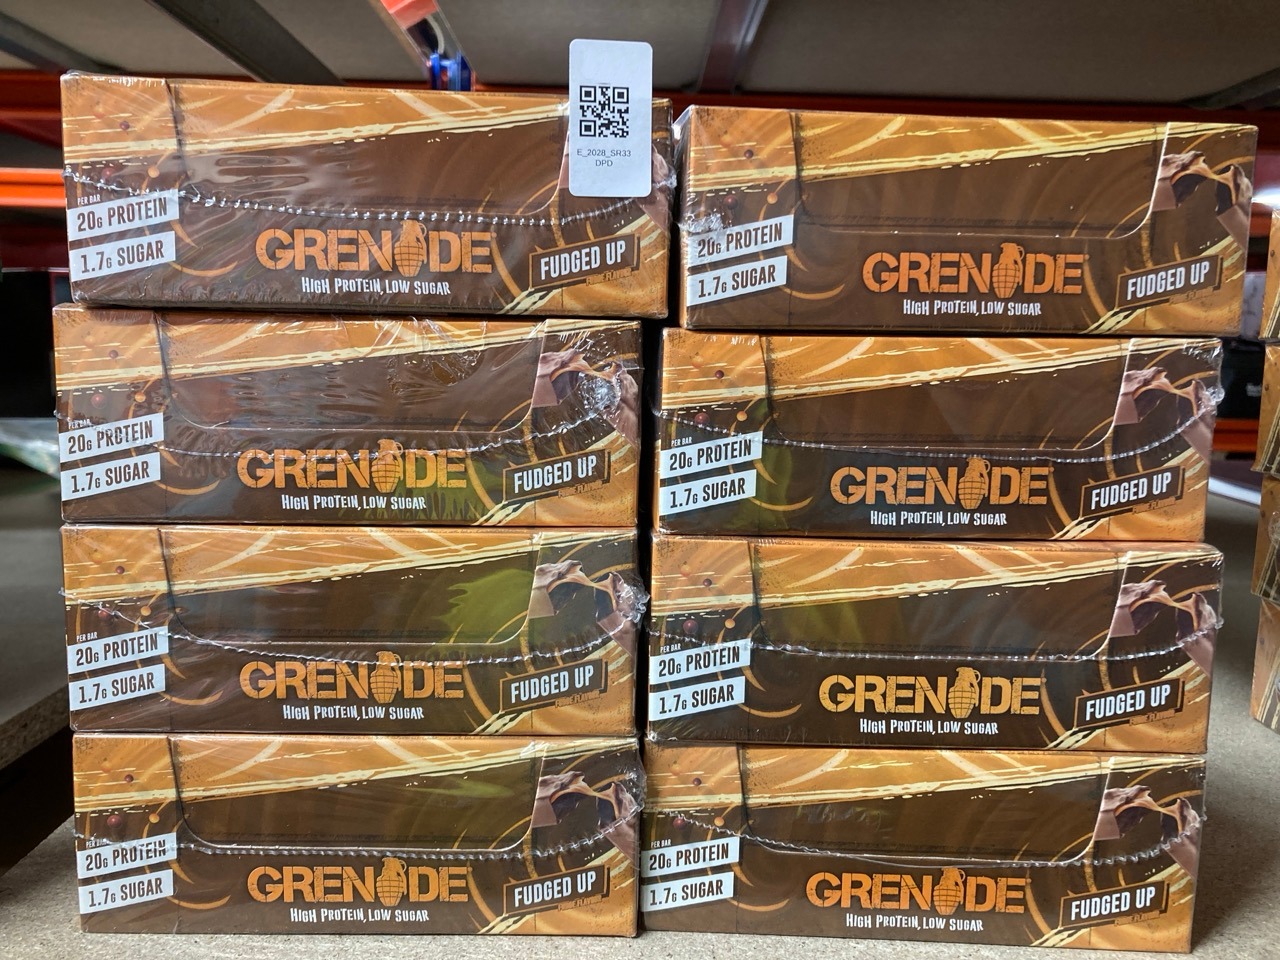 E_2028_SR33
DPD
PER BAR
20G PROTEIN
1.7G SUGAR
GRENADE
HIGH PROTEIN, LOW SUGAR
FUDGED UP
20G PROTEIN
1.7G SUGAR
GRENADE
HIGH PROTEIN, LOW SUGAR
FUDGED UP
PER BAR
20G PROTEIN
1.7G SUGAR
GRENADE
HIGH PROTEIN, LOW SUGAR
FUDGED UP
PER BAR
20G PROTEIN
1.7G SUGAR
GRENADE
HIGH PROTEIN, LOW SUGAR
FUDGED UP
PER BAR
20G PROTEIN
1.7G SUGAR
GRENADE
HIGH PROTEIN, LOW SUGAR
FUDGED UP
PER BAR
20G PROTEIN
1.7G SUGAR
GRENADE
HIGH PROTEIN, LOW SUGAR
FUDGED UP
PER BAR
20G PROTEIN
1.7G SUGAR
GRENADE
HIGH PROTEIN, LOW SUGAR
FUDGED UP
PER BAR
20G PROTEIN
1.7G SUGAR
GRENADE
HIGH PROTEIN, LOW SUGAR
FUDGED UP